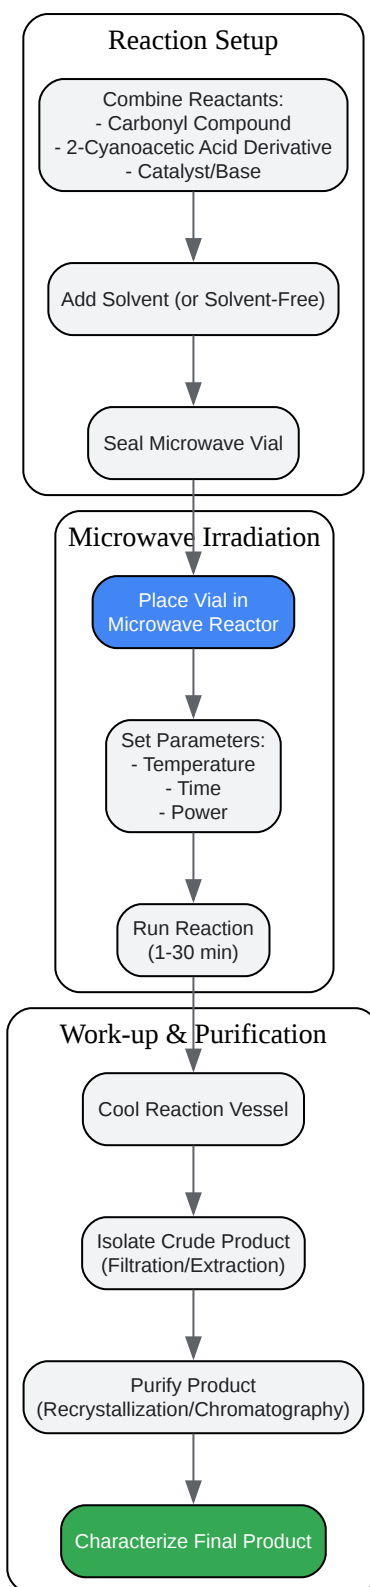 Reaction Setup
Combine Reactants:
- Carbonyl Compound
- 2-Cyanoacetic Acid Derivative
- Catalyst/Base
Add Solvent (or Solvent-Free)
Seal Microwave Vial
Microwave Irradiation
Place Vial in
Microwave Reactor
Set Parameters:
- Temperature
- Time
- Power
Run Reaction
(1-30 min)
Work-up & Purification
Cool Reaction Vessel
Isolate Crude Product
(Filtration/Extraction)
Purify Product
(Recrystallization/Chromatography)
Characterize Final Product